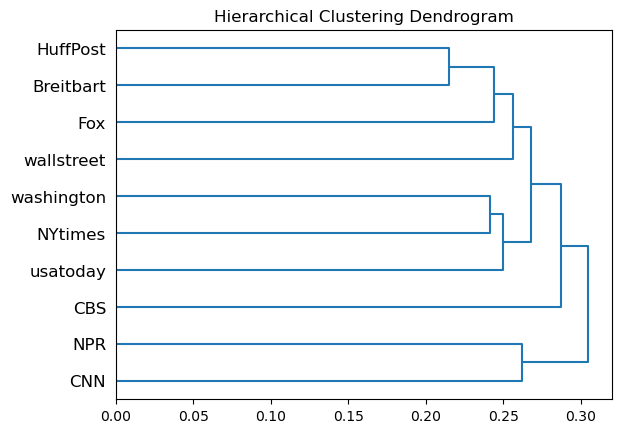 Hierarchical Clustering Dendrogram
HuffPost
Breitbart
Fox
wallstreet
washington
NYtimes
usatoday
CBS
NPR
CNN
0.00 0.05 0.10 0.15 0.20 0.25 0.30